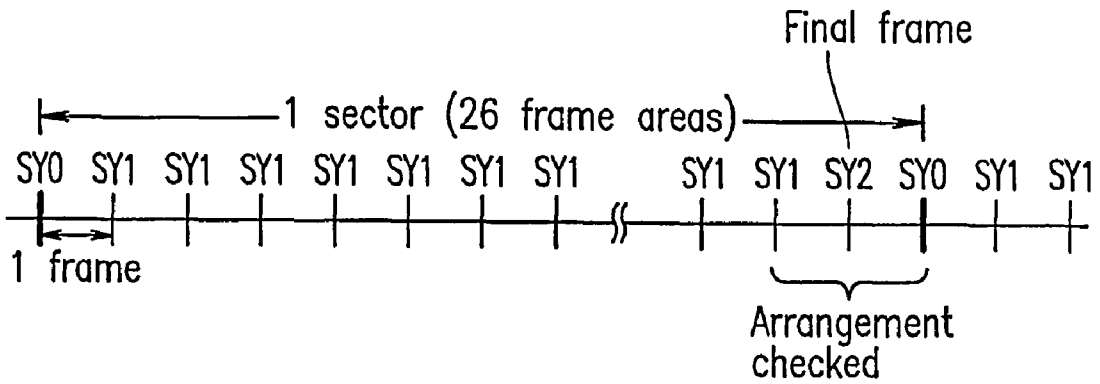 Final frame
1 sector (26 frame areas)
SY0 SY1 SY1 SY1 SY1 SY1 SY1 SY1 SY1 SY1 SY2 SY0 SY1 SY1
1 frame
Arrangement
checked